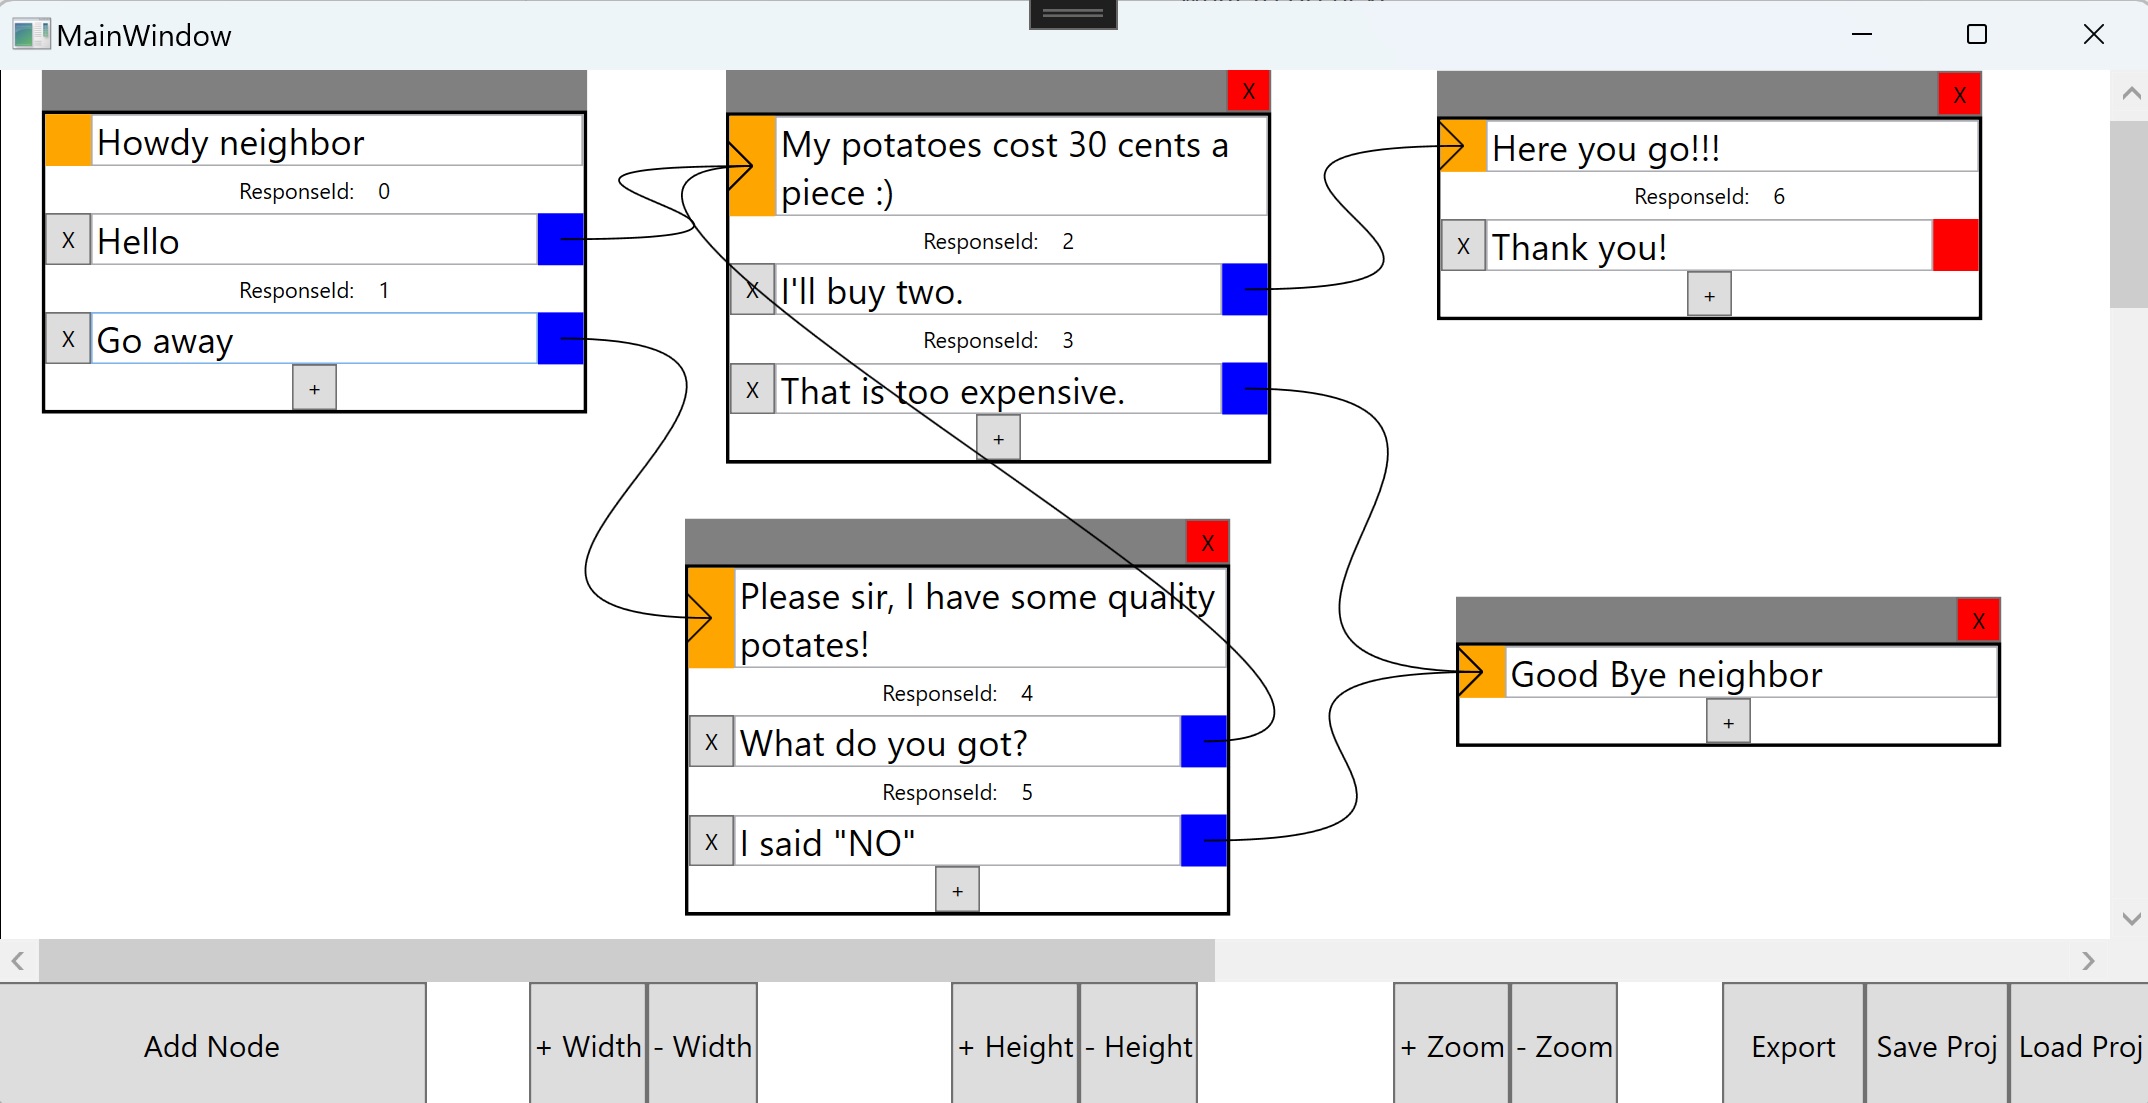 MainWindow
Howdy neighbor
ResponseId: 0
X Hello
ResponseId: 1
X Go away
+
X
My potatoes cost 30 cents a
piece :)
ResponseId: 2
X I'll buy two.
ResponseId: 3
X That is too expensive.
+
X
Here you go!!!
ResponseId: 6
X Thank you!
+
X
Please sir, I have some quality
potates!
ResponseId: 4
X What do you got?
ResponseId: 5
X I said "NO"
+
X
Good Bye neighbor
+
Add Node
+ Width
- Width
+ Height
- Height
+ Zoom
- Zoom
Export
Save Proj
Load Proj